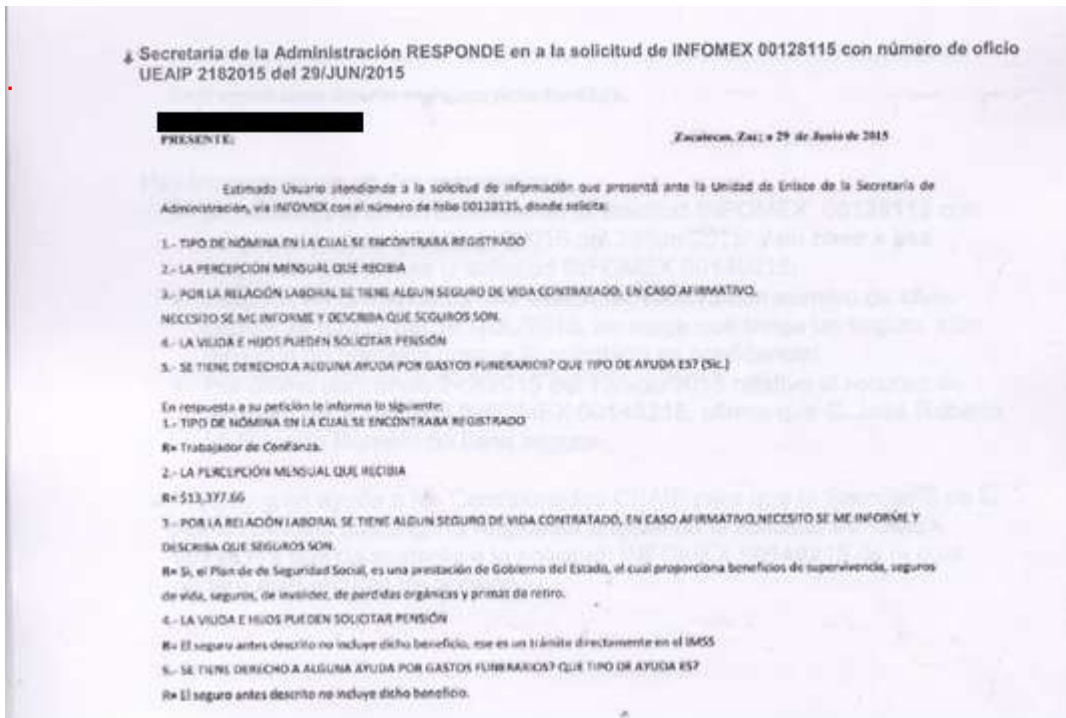 Secretaria de la Administración RESPONDE en a la solicitud de INFOMEX 00128115 con número de oficio
UEAIP 2182015 del 29/JUN/2015
PRESENTE:
Zacatecas, Zac; a 29 de Junio de 2015
Estimado Usuario atendiendo a la solicitud de información que presentó ante la Unidad de Enlace de la Secretaría de
Administración, vía INFOMEX con el número de folio 00128115, donde solicita:
1.- TIPO DE NÓMINA EN LA CUAL SE ENCONTRABA REGISTRADO
2.- LA PERCEPCIÓN MENSUAL QUE RECIBIA
3.- POR LA RELACIÓN LABORAL SE TIENE ALGUN SEGURO DE VIDA CONTRATADO, EN CASO AFIRMATIVO,
NECESITO SE ME INFORME Y DESCRIBA QUE SEGUROS SON.
4.- LA VIUDA E HIJOS PUEDEN SOLICITAR PENSIÓN
5.- SE TIENE DERECHO A ALGUNA AYUDA POR GASTOS FUNERARIOS? QUE TIPO DE AYUDA ES? (Sic.)
En respuesta a su petición le informo lo siguiente:
1.- TIPO DE NÓMINA EN LA CUAL SE ENCONTRABA REGISTRADO
R= Trabajador de Confianza.
2.- LA PERCEPCIÓN MENSUAL QUE RECIBIA
R= $13,377.66
3.- POR LA RELACIÓN LABORAL SE TIENE ALGUN SEGURO DE VIDA CONTRATADO, EN CASO AFIRMATIVO,NECESITO SE ME INFORME Y
DESCRIBA QUE SEGUROS SON.
R= Si, el Plan de de Seguridad Social, es una prestación de Gobierno del Estado, el cual proporciona beneficios de supervivencia, seguros
de vida, seguros, de invalidez, de perdidas orgánicas y primas de retiro.
4.- LA VIUDA E HIJOS PUEDEN SOLICITAR PENSIÓN
R= El seguro antes descrito no incluye dicho beneficio, ese es un trámite directamente en el IMSS
5.- SE TIENE DERECHO A ALGUNA AYUDA POR GASTOS FUNERARIOS? QUE TIPO DE AYUDA ES?
R= El seguro antes descrito no incluye dicho beneficio.